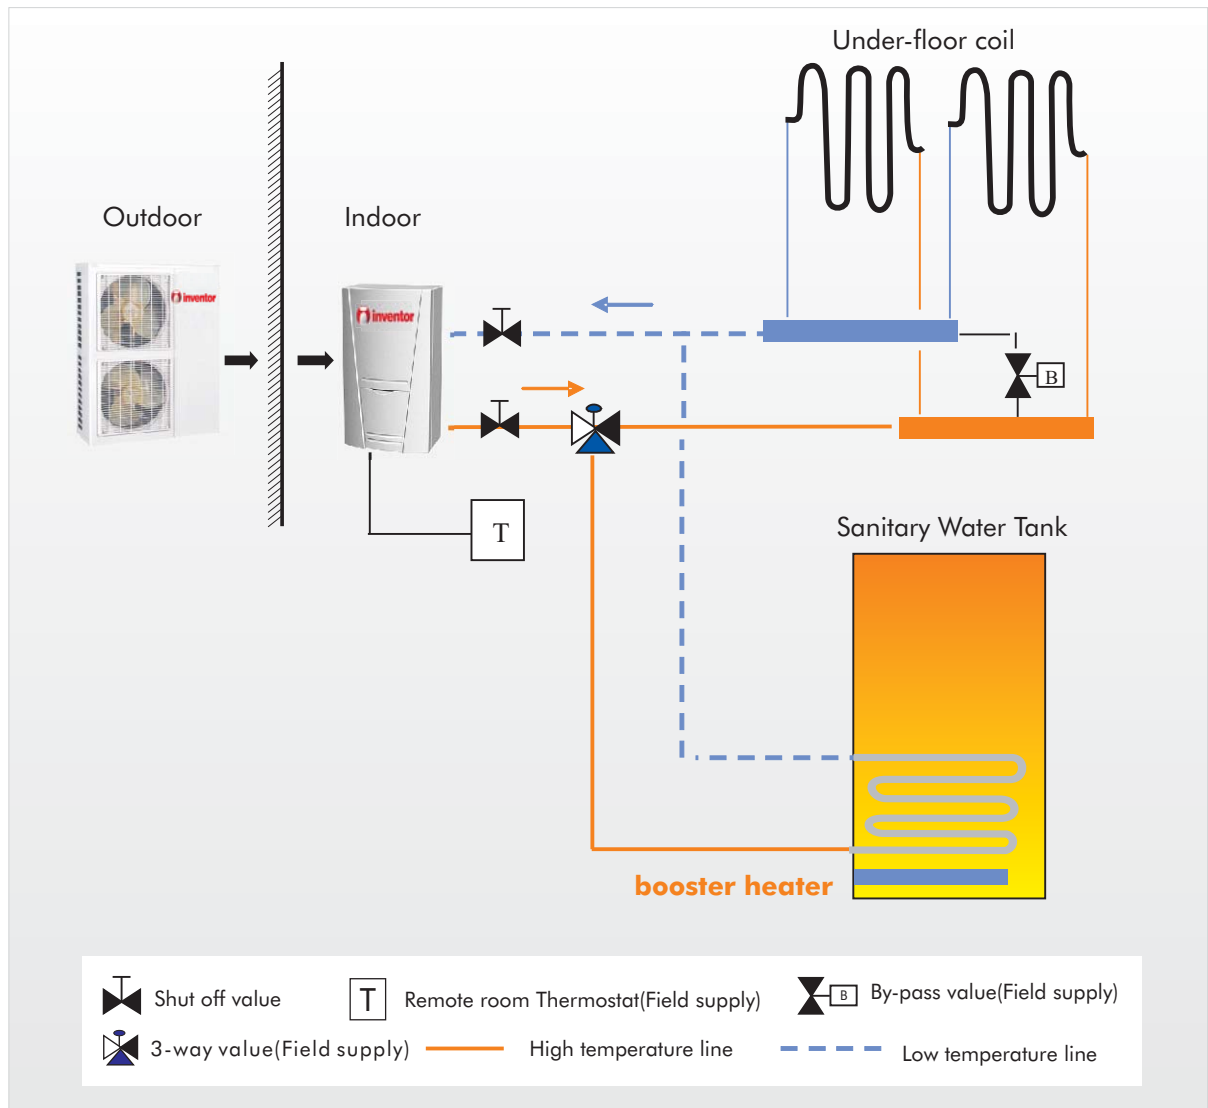 Under-floor coil
Outdoor
Indoor
inventor
inventor
B
T
Sanitary Water Tank
booster heater
Shut off value
T
Remote room Thermostat(Field supply)
B
By-pass value(Field supply)
3-way value(Field supply)
High temperature line
Low temperature line